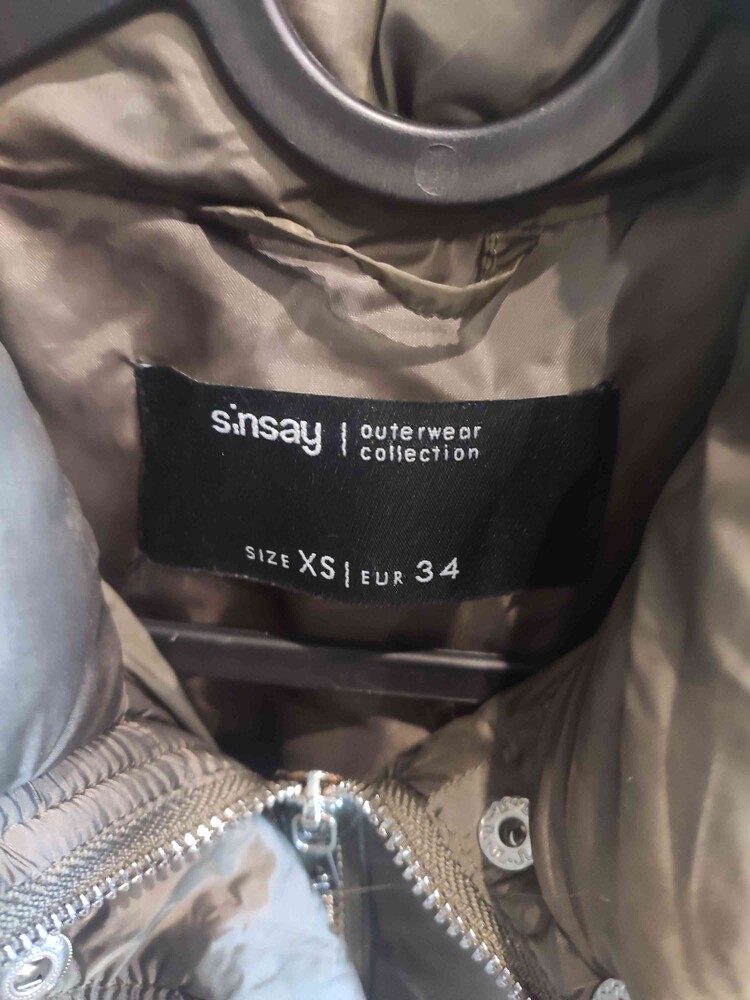 sinsay | outerwear
collection
SIZE XS | EUR 34